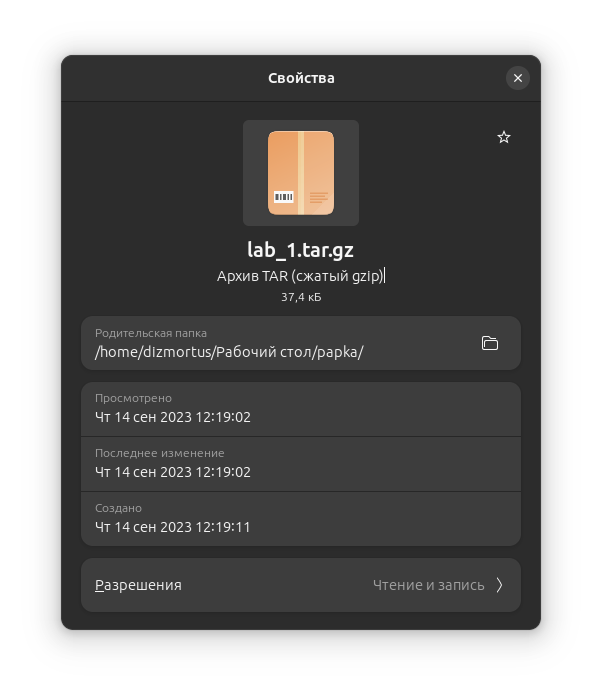 Свойства
lab_1.tar.gz
Архив TAR (сжатый gzip)
37,4 кБ
Родительская папка
/home/dizmortus/Рабочий стол/papka/
Просмотрено
Чт 14 сен 2023 12:19:02
Последнее изменение
Чт 14 сен 2023 12:19:02
Создано
Чт 14 сен 2023 12:19:11
Разрешения Чтение и запись